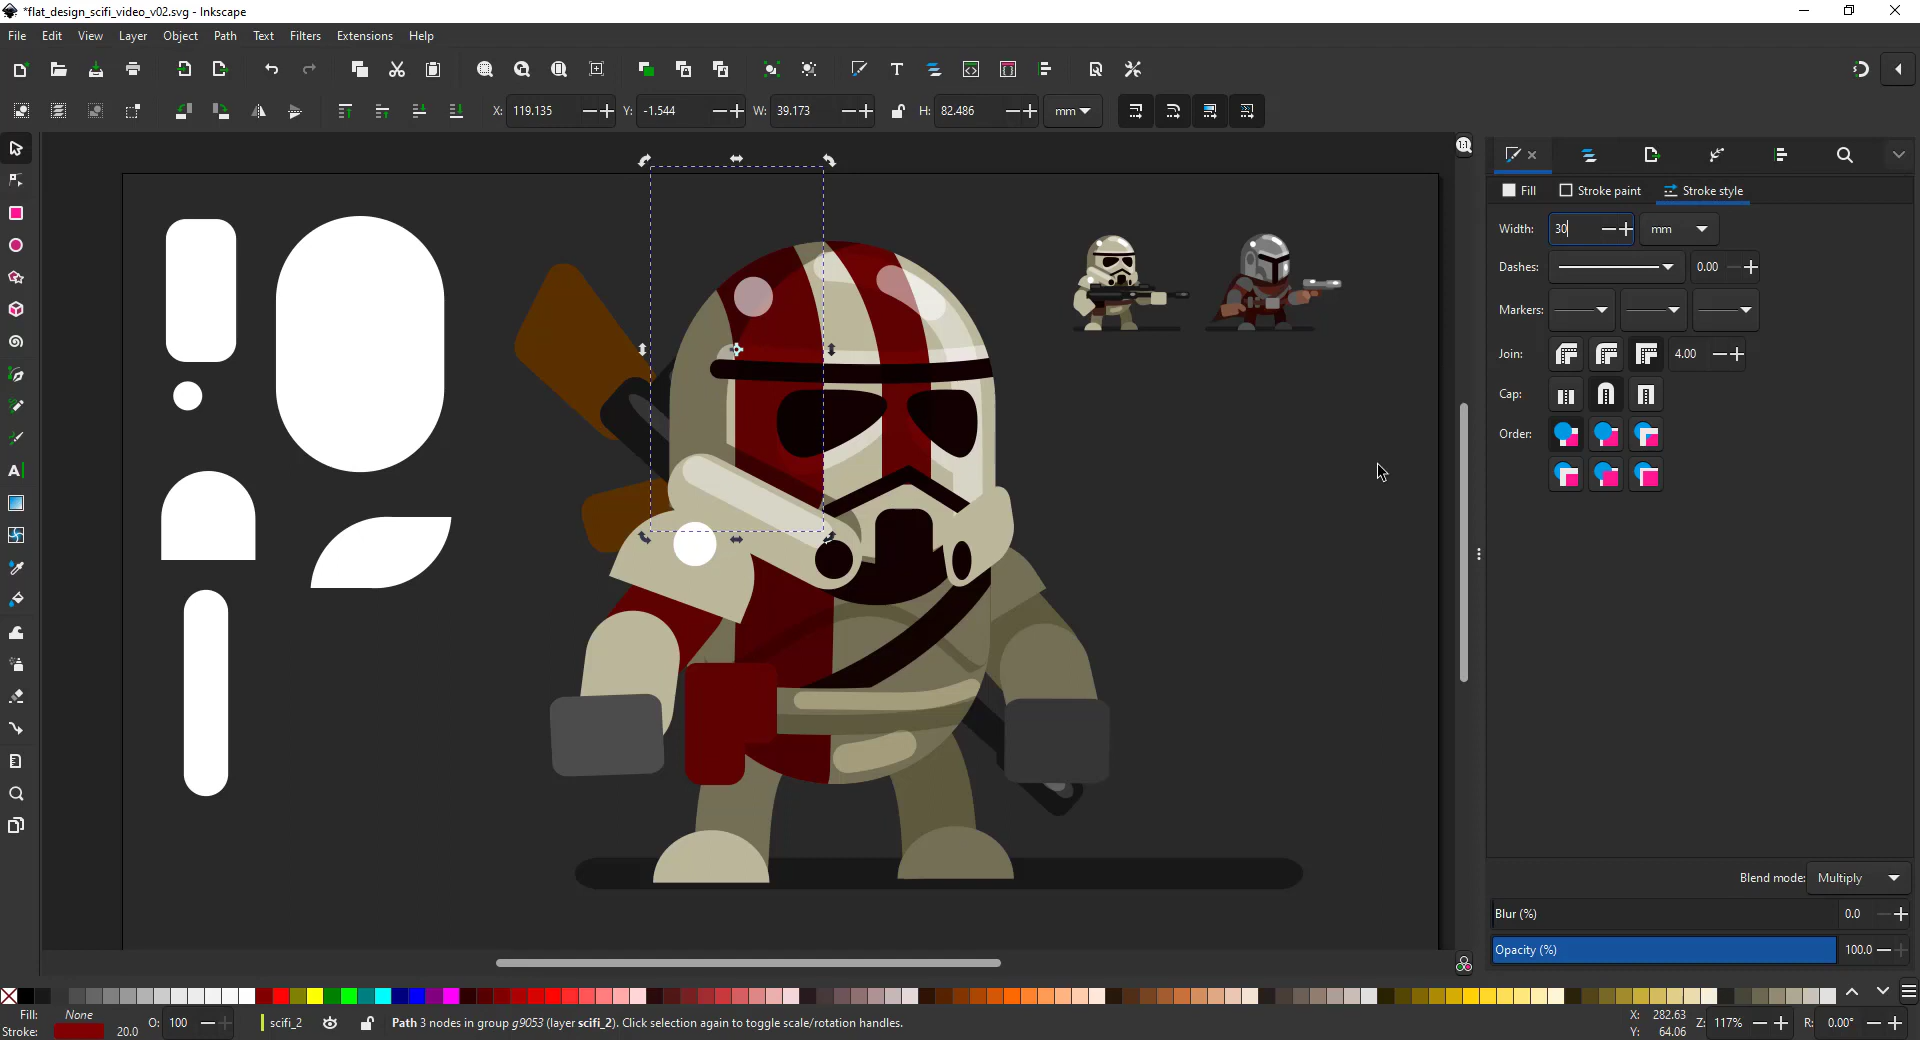 *flat_design_scifi_video_v02.svg - Inkscape
File Edit View Layer Path Object Path Text Filters Extensions Help
X: 119.135 Y: -1.544 W: 39.173 H: 82.486 mm
1:1
Fill Stroke paint Stroke style
Width: 30 mm
Dashes: 0.00
Markers:
Join: 4.00
Cap:
Order:
Blend mode: Multiply
Blur (%) 0.0
Opacity (%) 100.0
Fill: None
Stroke: 20.0
O: 100
scifi_2
Path 3 nodes in group g9053 (layer scifi_2). Click selection again to toggle scale/rotation handles.
X: 282.63
Y: 64.06
Z: 117%
R: 0.00°